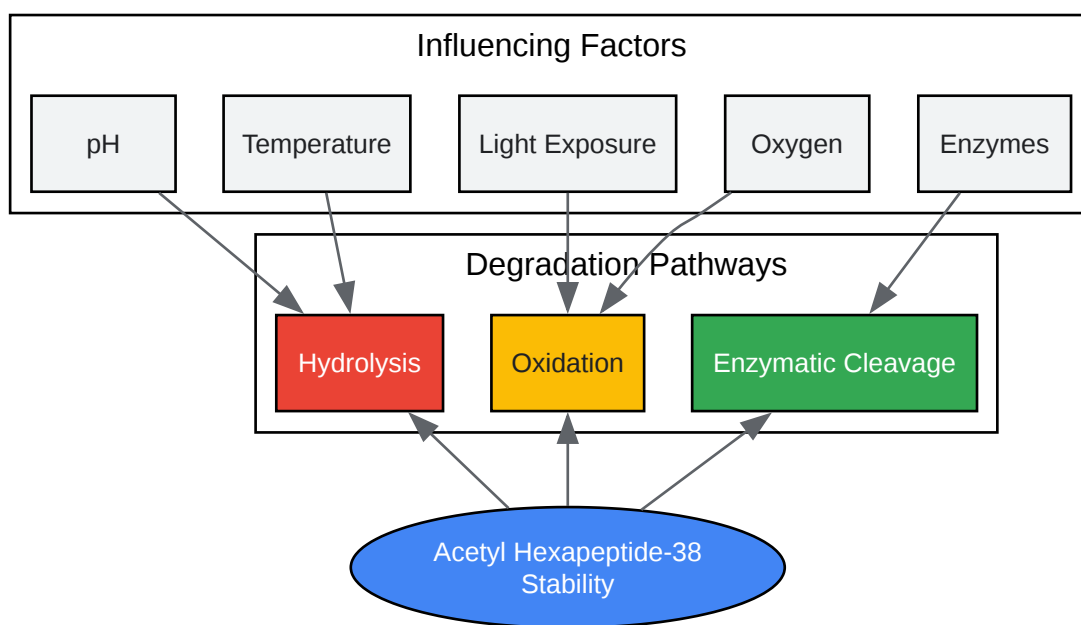 Influencing Factors
pH
Temperature
Light Exposure
Oxygen
Enzymes
Degradation Pathways
Hydrolysis
Oxidation
Enzymatic Cleavage
Acetyl Hexapeptide-38
Stability